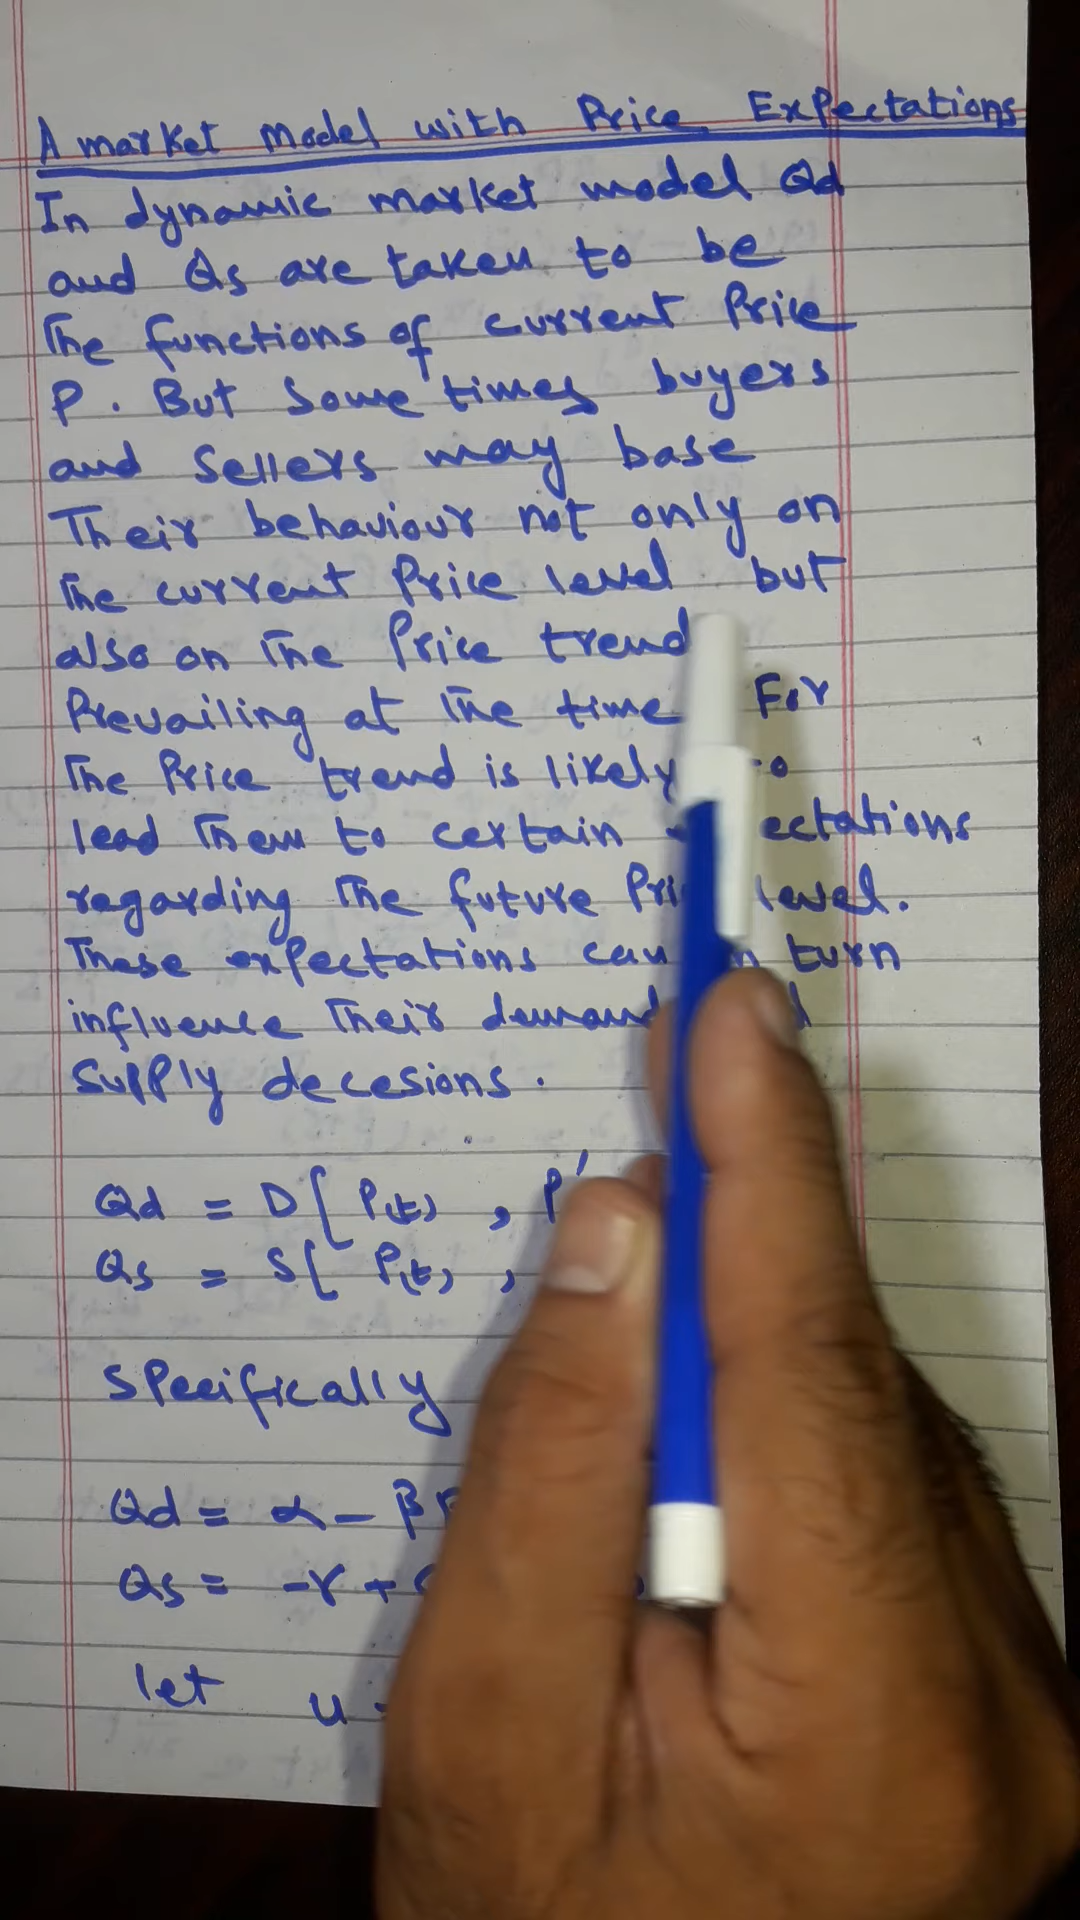 A market Model with Price Expectations
In dynamic market model Qd
and Qs are taken to be
The functions of current Price
P. But Some times buyers
and Sellers may base
Their behaviour not only on
The current Price level but
also on The Price trend
Prevailing at The time For
The Price trend is likely
lead Them to certain
regarding The future level.
These expectations can turn
influence Their demand
Supply decesions.
Qd = D[ P(t) , P'
Qs = S[ P(t) ,
Specifically
Qd = α - β
Qs = -γ +
let u